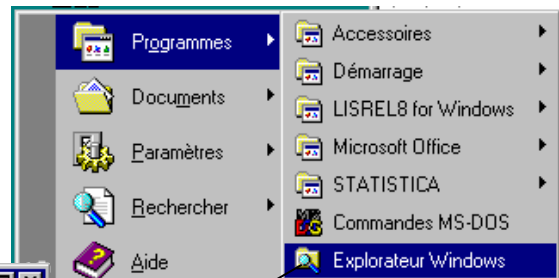 Programmes
Documents
Paramètres
Rechercher
Aide
Accessoires
Démarrage
LISREL8 for Windows
Microsoft Office
STATISTICA
Commandes MS-DOS
Explorateur Windows